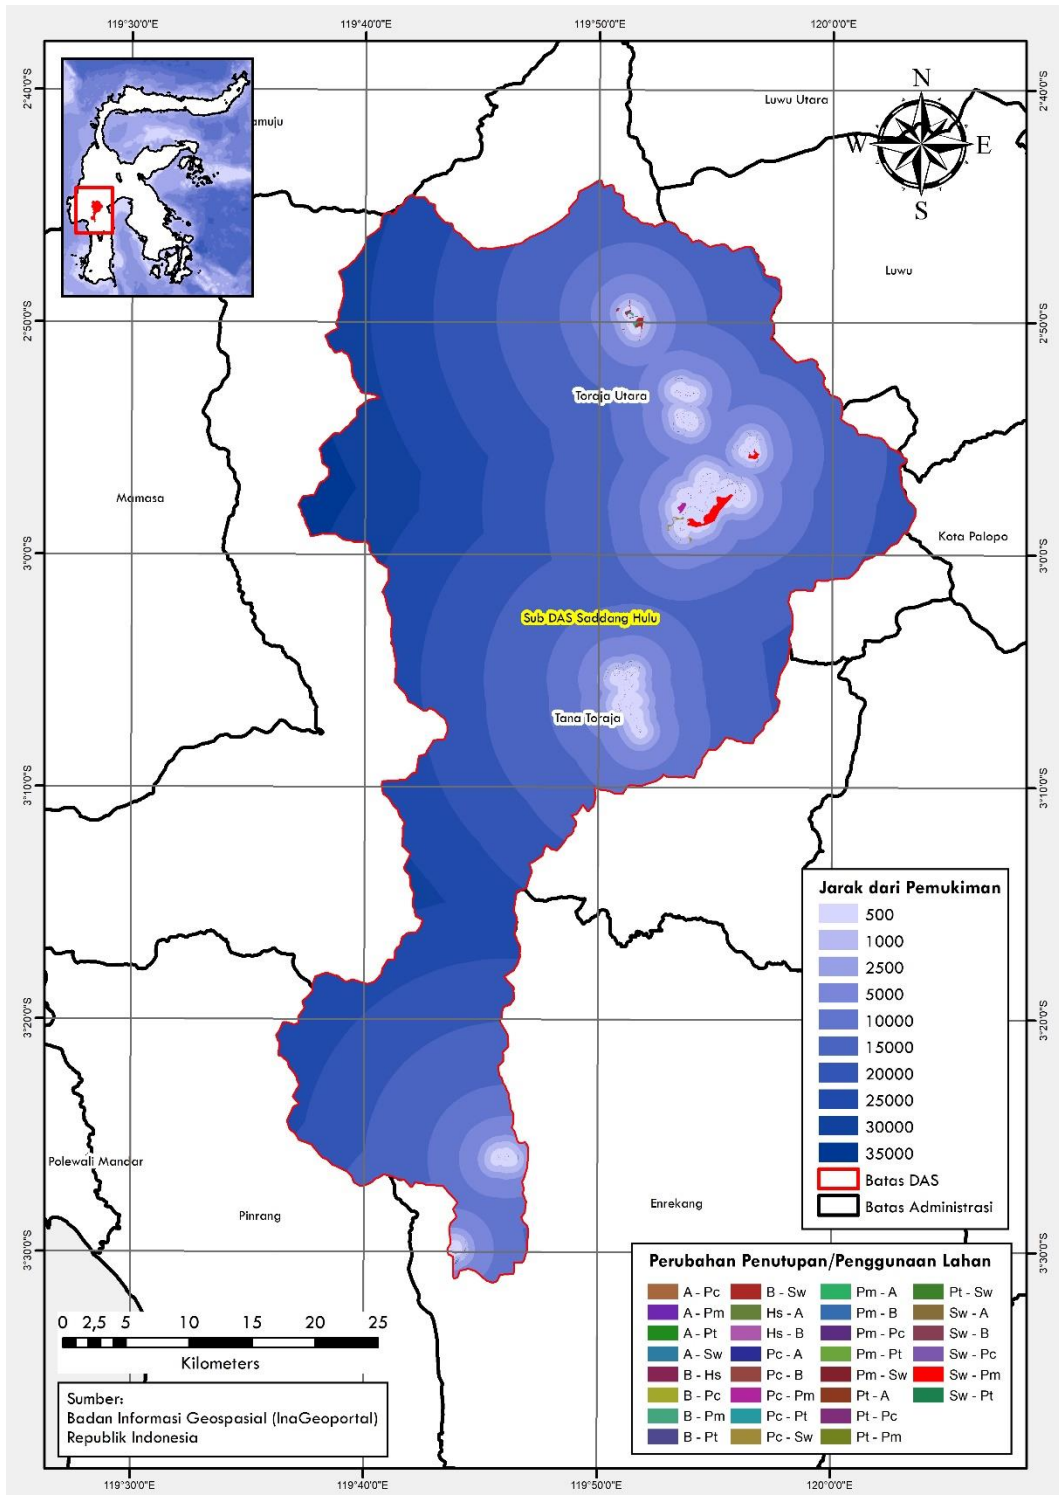 119°30'0"E 119°40'0"E 119°50'0"E 120°0'0"E
2°40'0"S 2°40'0"S
amuju
Luwu Utara
N
W E
S
Luwu
2°50'0"S 2°50'0"S
Toraja Utara
Mamasa
Kota Palopo
3°0'0"S 3°0'0"S
Sub DAS Saddang Hulu
Tana Toraja
3°10'0"S 3°10'0"S
3°20'0"S 3°20'0"S
Polewali Mandar
Pinrang
Enrekang
3°30'0"S 3°30'0"S
Jarak dari Pemukiman
500
1000
2500
5000
10000
15000
20000
25000
30000
35000
Batas DAS
Batas Administrasi
Perubahan Penutupan/Penggunaan Lahan
A - Pc B - Sw Pm - A Pt - Sw
A - Pm Hs - A Pm - B Sw - A
A - Pt Hs - B Pm - Pc Sw - B
A - Sw Pc - A Pm - Pt Sw - Pc
B - Hs Pc - B Pm - Sw Sw - Pm
B - Pc Pc - Pm Pt - A Sw - Pt
B - Pm Pc - Pt Pt - Pc
B - Pt Pc - Sw Pt - Pm
0 2,5 5 10 15 20 25
Kilometers
Sumber:
Badan Informasi Geospasial (InaGeoportal)
Republik Indonesia
119°30'0"E 119°40'0"E 119°50'0"E 120°0'0"E